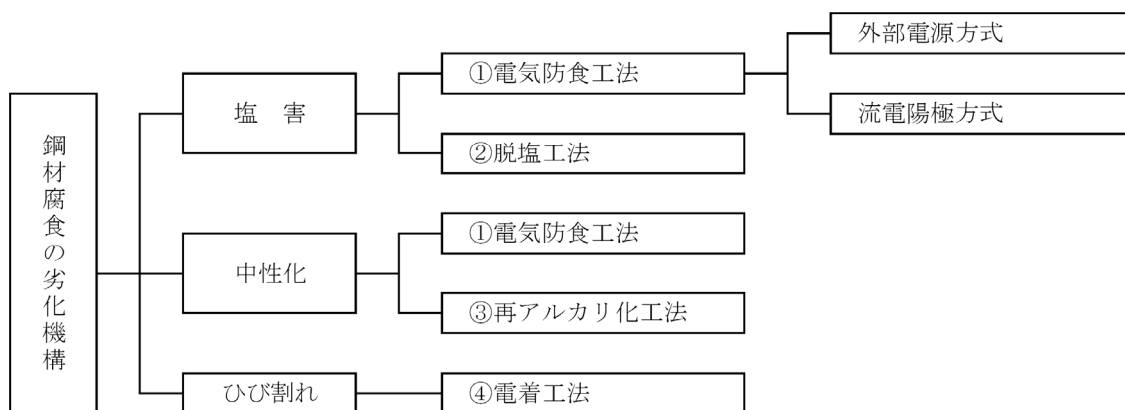 鋼材腐食の劣化機構
塩　害
①電気防食工法
外部電源方式
流電陽極方式
②脱塩工法
中性化
①電気防食工法
③再アルカリ化工法
ひび割れ
④電着工法